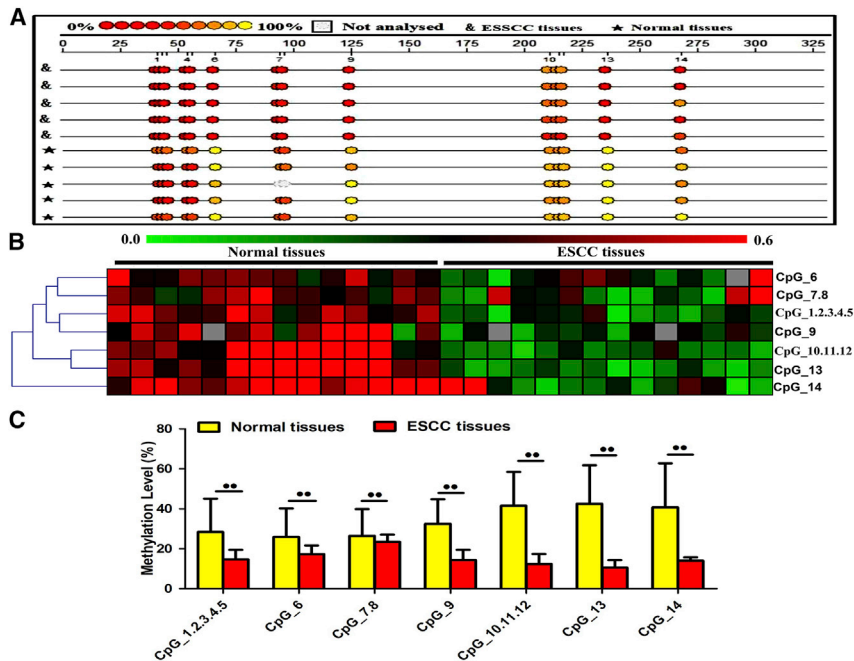 A
0% 100% Not analysed & ESSCC tissues ★ Normal tissues
0 25 50 75 100 125 150 175 200 225 250 275 300 325
1 4 6 7 9 10 13 14
&
&
&
&
&
★
★
★
★
★
B
0.0 0.6
Normal tissues ESCC tissues
CpG_6
CpG_7.8
CpG_1.2.3.4.5
CpG_9
CpG_10.11.12
CpG_13
CpG_14
C
Normal tissues ESCC tissues
Methylation Level (%)
80
60
40
20
0
•• •• •• •• •• •• ••
CpG_1.2.3.4.5 CpG_6 CpG_7.8 CpG_9 CpG_10.11.12 CpG_13 CpG_14